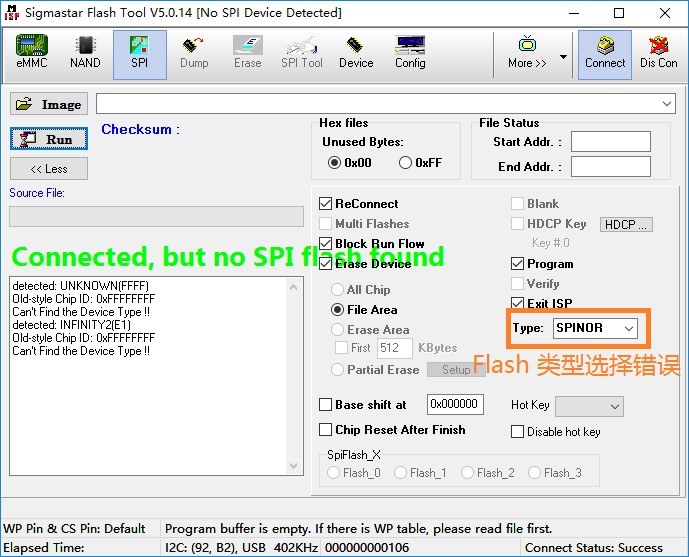 M ISP Sigmastar Flash Tool V5.0.14 [No SPI Device Detected]
eMMC NAND SPI Dump Erase SPI Tool Device Config More >> Connect Dis Con
Image
Run
Checksum :
<< Less
Source File:
Hex files
Unused Bytes:
0x00 0xFF
File Status
Start Addr. :
End Addr. :
Connected, but no SPI flash found
detected: UNKNOWN(FFFF)
Old-style Chip ID: 0xFFFFFFFF
Can't Find the Device Type !!
detected: INFINITY2(E1)
Old-style Chip ID: 0xFFFFFFFF
Can't Find the Device Type !!
ReConnect
Multi Flashes
Block Run Flow
Erase Device
All Chip
File Area
Erase Area
First 512 KBytes
Partial Erase Setup
Blank
HDCP Key HDCP ...
Key #:0
Program
Verify
Exit ISP
Type: SPINOR
Flash 类型选择错误
Base shift at 0x000000
Hot Key
Chip Reset After Finish
Disable hot key
SpiFlash_X
Flash_0 Flash_1 Flash_2 Flash_3
WP Pin & CS Pin: Default Program buffer is empty. If there is WP table, please read file first.
Elapsed Time: I2C: (92, B2), USB 402KHz 000000000106 Connect Status: Success